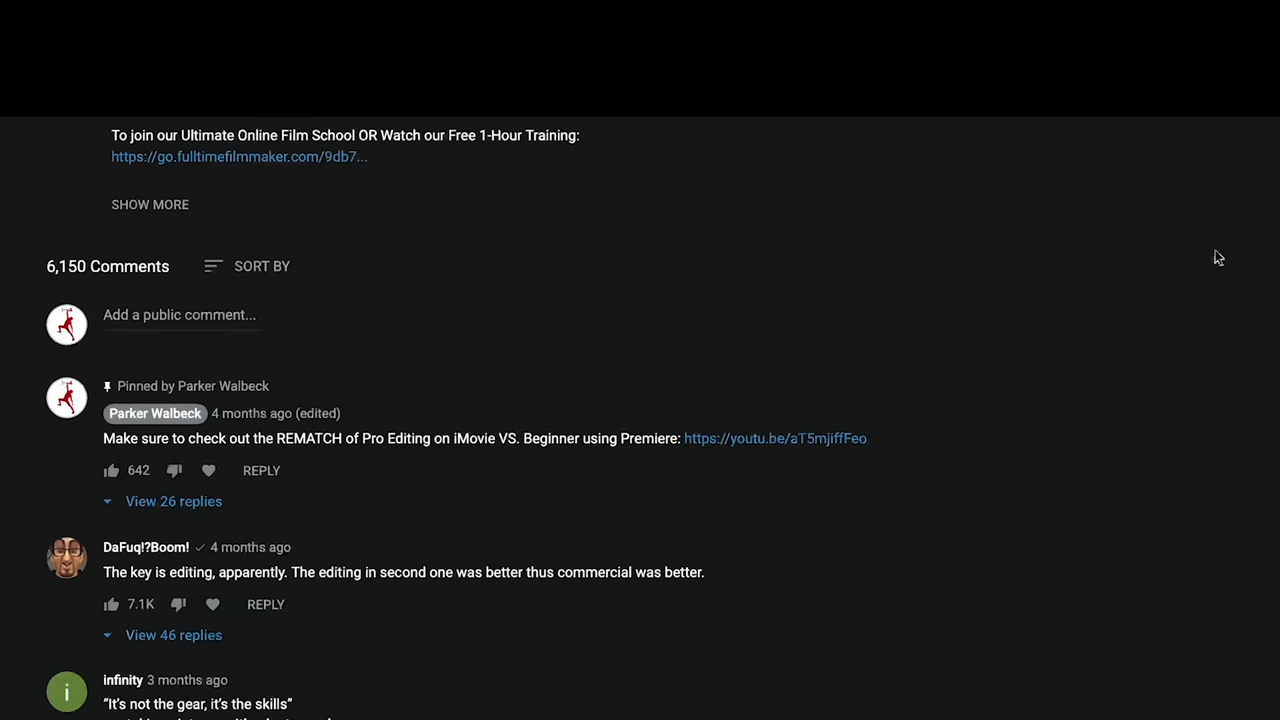 To join our Ultimate Online Film School OR Watch our Free 1-Hour Training:
https://go.fulltimefilmmaker.com/9db7...
SHOW MORE
6,150 Comments SORT BY
Add a public comment...
Pinned by Parker Walbeck
Parker Walbeck 4 months ago (edited)
Make sure to check out the REMATCH of Pro Editing on iMovie VS. Beginner using Premiere: https://youtu.be/aT5mjiffFeo
642 REPLY
View 26 replies
DaFuq!?Boom! 4 months ago
The key is editing, apparently. The editing in second one was better thus commercial was better.
7.1K REPLY
View 46 replies
i
infinity 3 months ago
“It’s not the gear, it’s the skills”